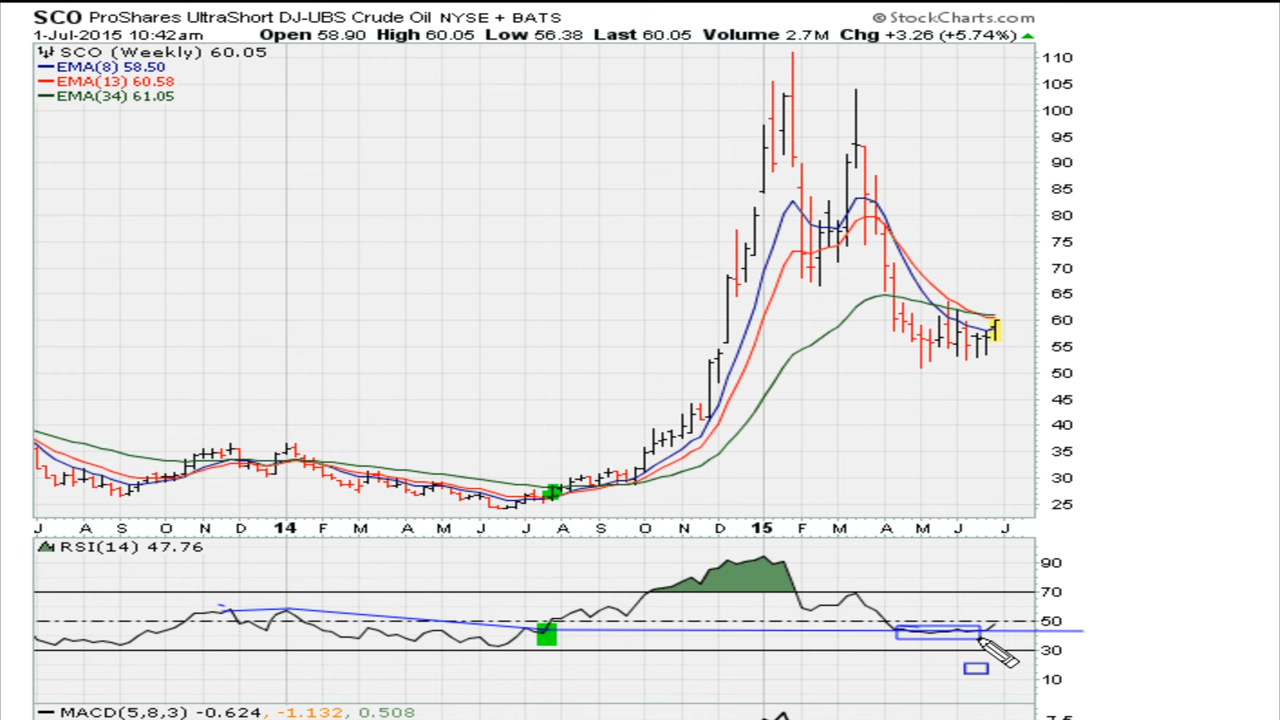 SCO ProShares UltraShort DJ-UBS Crude Oil NYSE + BATS © StockCharts.com
1-Jul-2015 10:42am Open 58.90 High 60.05 Low 56.38 Last 60.05 Volume 2.7M Chg +3.26 (+5.74%)
SCO (Weekly) 60.05
EMA(8) 58.50
EMA(13) 60.58
EMA(34) 61.05
110
105
100
95
90
85
80
75
70
65
60
55
50
45
40
35
30
25
J A S O N D 14 F M A M J J A S O N D 15 F M A M J J
RSI(14) 47.76
90
70
50
30
10
MACD(5,8,3) -0.624, -1.132, 0.508
7.5